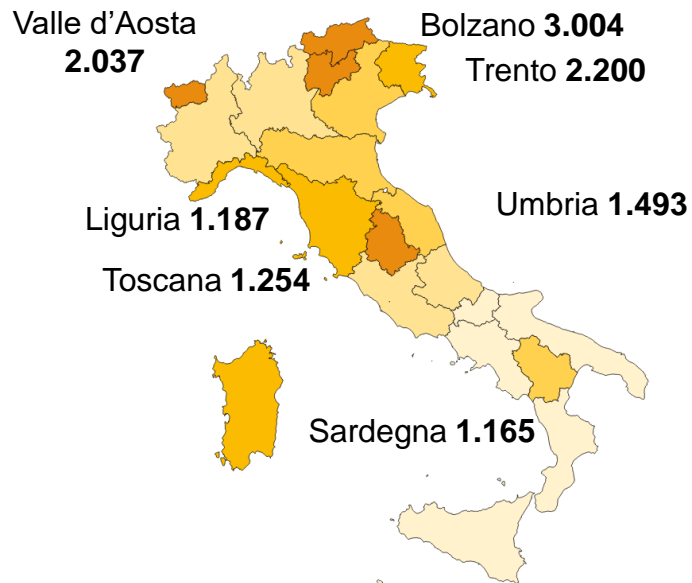 Valle d’Aosta
2.037
Bolzano 3.004
Trento 2.200
Umbria 1.493
Liguria 1.187
Toscana 1.254
Sardegna 1.165